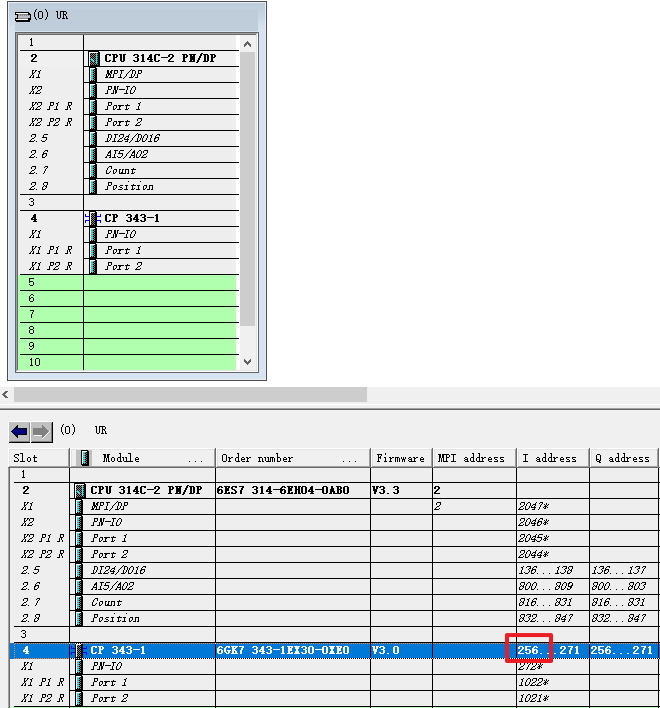 (0) UR
1
2 CPU 314C-2 PN/DP
X1 MPI/DP
X2 PN-IO
X2 P1 R Port 1
X2 P2 R Port 2
2.5 DI24/DO16
2.6 AI5/AO2
2.7 Count
2.8 Position
3
4 CP 343-1
X1 PN-IO
X1 P1 R Port 1
X1 P2 R Port 2
5
6
7
8
9
10
(0) UR
Slot Module ... Order number ... Firmware MPI address I address Q address
1
2 CPU 314C-2 PN/DP 6ES7 314-6EH04-0AB0 V3.3 2
X1 MPI/DP 2 2047*
X2 PN-IO 2046*
X2 P1 R Port 1 2045*
X2 P2 R Port 2 2044*
2.5 DI24/DO16 136...138 136...137
2.6 AI5/AO2 800...809 800...803
2.7 Count 816...831 816...831
2.8 Position 832...847 832...847
3
4 CP 343-1 6GK7 343-1EX30-0XE0 V3.0 256...271 256...271
X1 PN-IO 272*
X1 P1 R Port 1 1022*
X1 P2 R Port 2 1021*